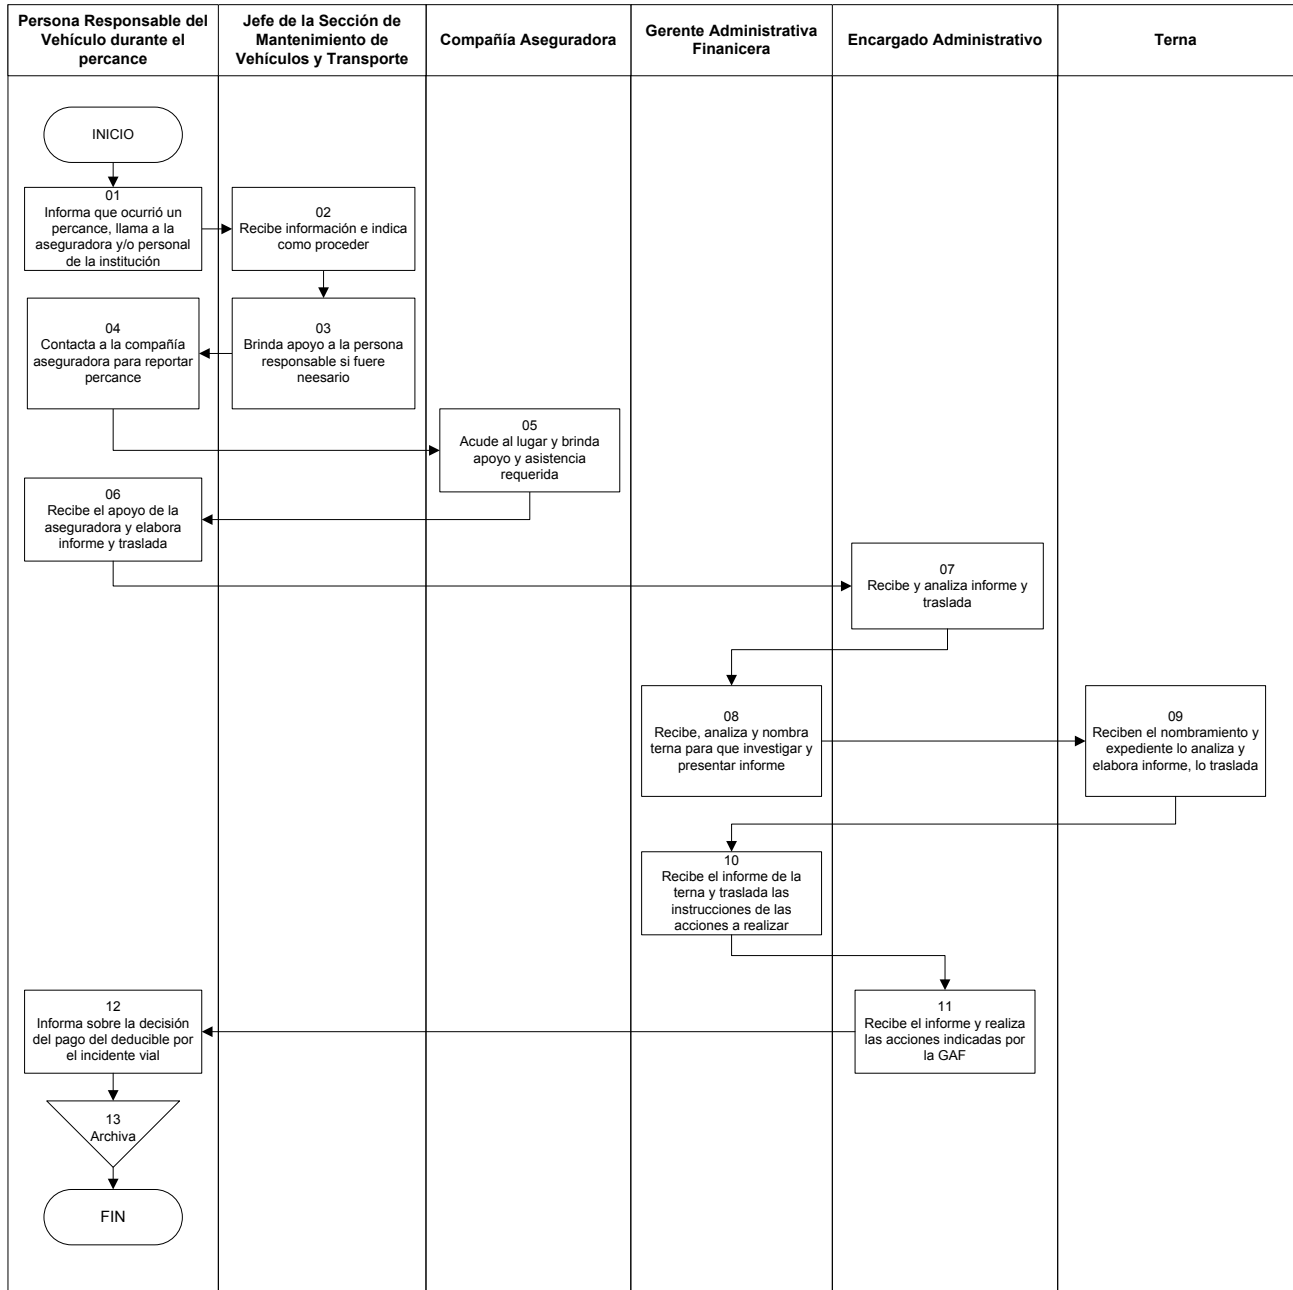 Persona Responsable del
Vehículo durante el
percance
Jefe de la Sección de
Mantenimiento de
Vehículos y Transporte
Compañía Aseguradora
Gerente Administrativa
Finanicera
Encargado Administrativo
Terna
INICIO
01
Informa que ocurrió un
percance, llama a la
aseguradora y/o personal
de la institución
02
Recibe información e indica
como proceder
04
Contacta a la compañía
aseguradora para reportar
percance
03
Brinda apoyo a la persona
responsable si fuere
neesario
05
Acude al lugar y brinda
apoyo y asistencia
requerida
06
Recibe el apoyo de la
aseguradora y elabora
informe y traslada
07
Recibe y analiza informe y
traslada
08
Recibe, analiza y nombra
terna para que investigar y
presentar informe
09
Reciben el nombramiento y
expediente lo analiza y
elabora informe, lo traslada
10
Recibe el informe de la
terna y traslada las
instrucciones de las
acciones a realizar
12
Informa sobre la decisión
del pago del deducible por
el incidente vial
11
Recibe el informe y realiza
las acciones indicadas por
la GAF
13
Archiva
FIN